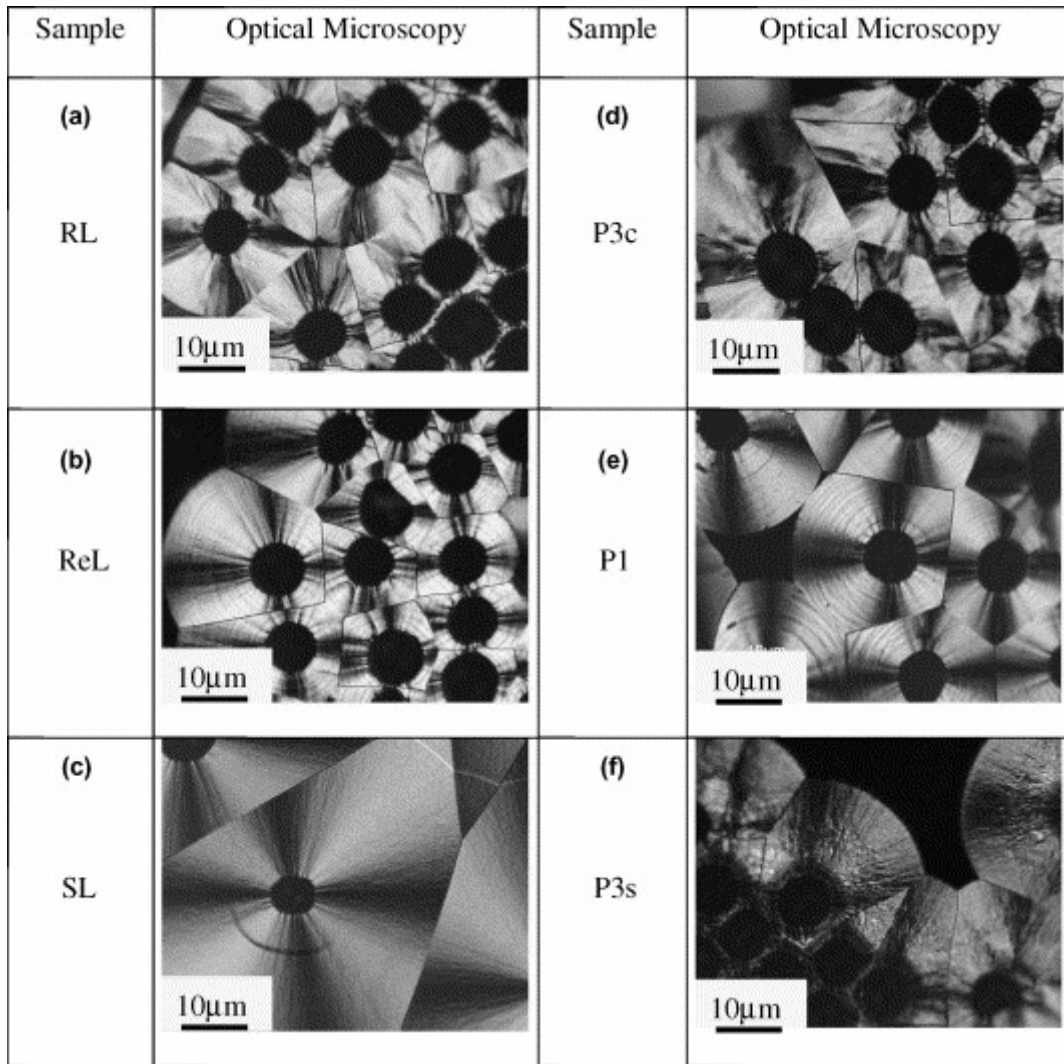 Sample Optical Microscopy Sample Optical Microscopy
(a) (d)
RL P3c
10µm 10µm
(b) (e)
ReL P1
10µm 10µm
(c) (f)
SL P3s
10µm 10µm